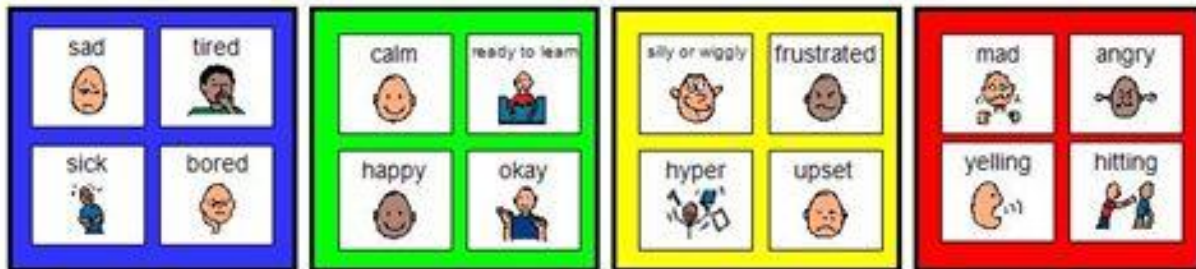 sad
tired
sick
bored
calm
ready to learn
happy
okay
silly or wiggly
frustrated
hyper
upset
mad
angry
yelling
hitting